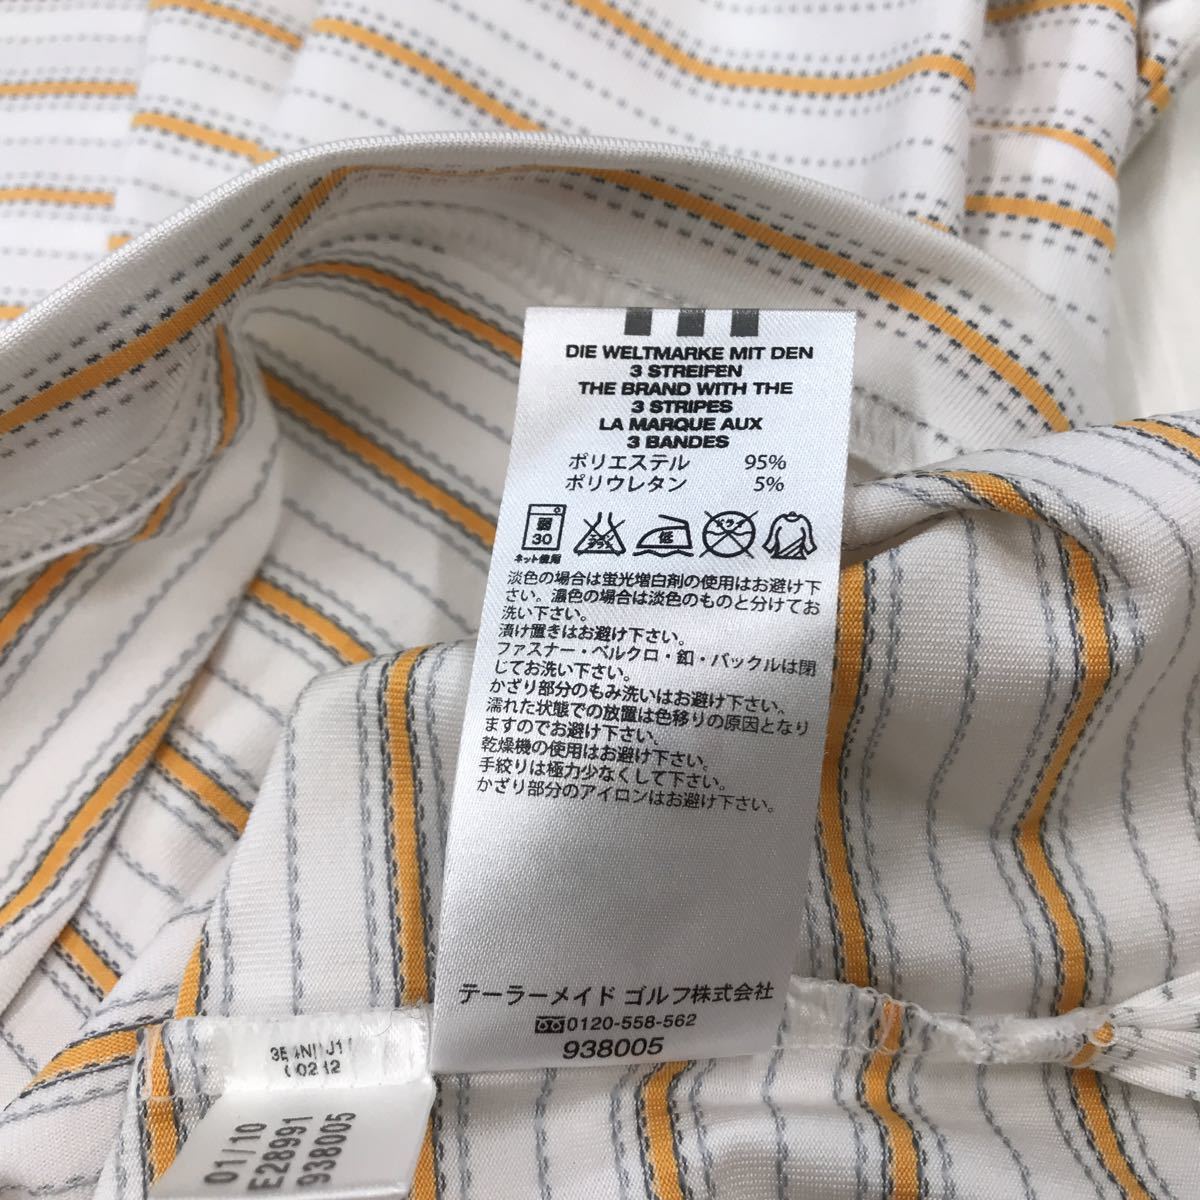 DIE WELTMARKE MIT DEN
3 STREIFEN
THE BRAND WITH THE
3 STRIPES
LA MARQUE AUX
3 BANDES
ポリエステル 95%
ポリウレタン 5%
弱
30
ネット使用
低
ドライ
淡色の場合は蛍光増白剤の使用はお避け下
さい。濃色の場合は淡色のものと分けてお
洗い下さい。
漬け置きはお避け下さい。
ファスナー・ベルクロ・釦・バックルは閉
じてお洗い下さい。
かざり部分のもみ洗いはお避け下さい。
濡れた状態での放置は色移りの原因となり
ますのでお避け下さい。
乾燥機の使用はお避け下さい。
手絞りは極力少なくして下さい。
かざり部分のアイロンはお避け下さい。
テーラーメイド ゴルフ株式会社
0120-558-562
938005
01/10
E28991
938005